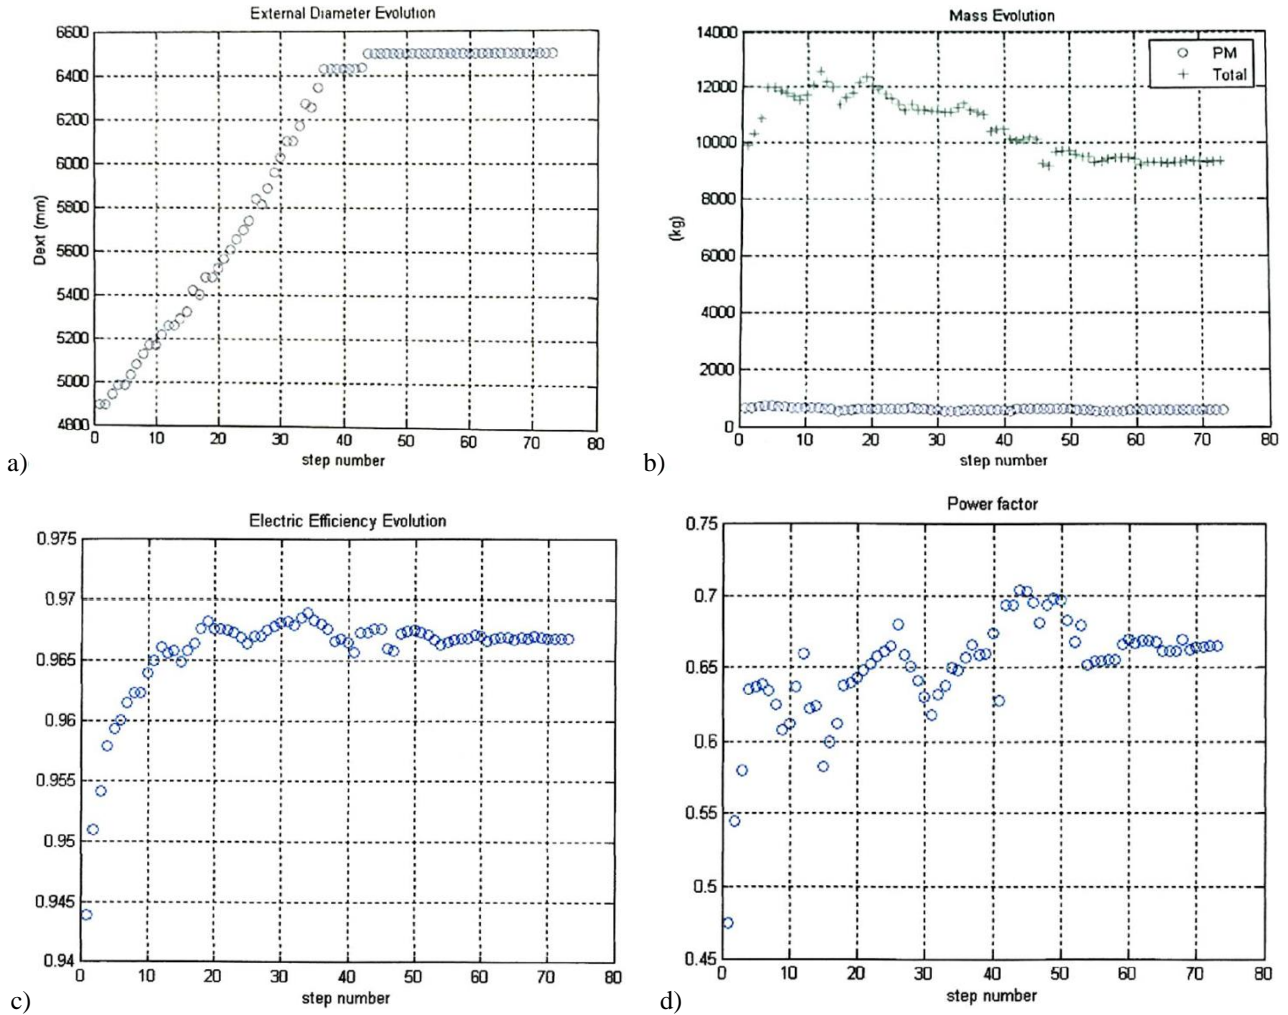 External Diameter Evolution
6600
6400
6200
6000
5800
5600
5400
5200
5000
4800
Dext (mm)
0 10 20 30 40 50 60 70 80
step number
a)
Mass Evolution
14000
12000
10000
8000
6000
4000
2000
0
(kg)
PM
Total
0 10 20 30 40 50 60 70 80
step number
b)
Electric Efficiency Evolution
0.975
0.97
0.965
0.96
0.955
0.95
0.945
0.94
0 10 20 30 40 50 60 70 80
step number
c)
Power factor
0.75
0.7
0.65
0.6
0.55
0.5
0.45
0 10 20 30 40 50 60 70 80
step number
d)